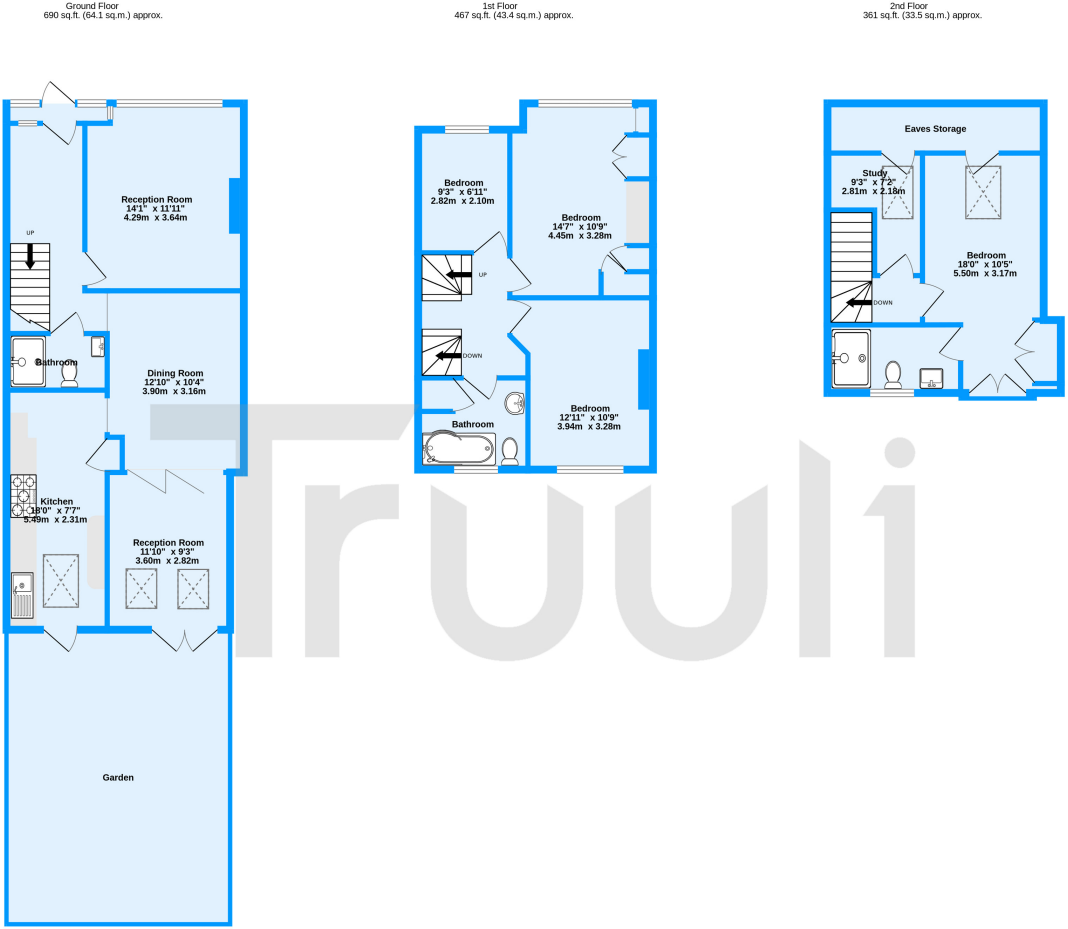 Ground Floor
690 sq.ft. (64.1 sq.m.) approx.
1st Floor
467 sq.ft. (43.4 sq.m.) approx.
2nd Floor
361 sq.ft. (33.5 sq.m.) approx.
Reception Room
14'1" x 11'11"
4.29m x 3.64m
UP
Bathroom
Dining Room
12'10" x 10'4"
3.90m x 3.16m
Kitchen
18'0" x 7'7"
5.49m x 2.31m
Reception Room
11'10" x 9'3"
3.60m x 2.82m
Garden
Bedroom
9'3" x 6'11"
2.82m x 2.10m
Bedroom
14'7" x 10'9"
4.45m x 3.28m
UP
DOWN
Bathroom
Bedroom
12'11" x 10'9"
3.94m x 3.28m
Eaves Storage
Study
9'3" x 7'2"
2.81m x 2.18m
Bedroom
18'0" x 10'5"
5.50m x 3.17m
DOWN
Truuli